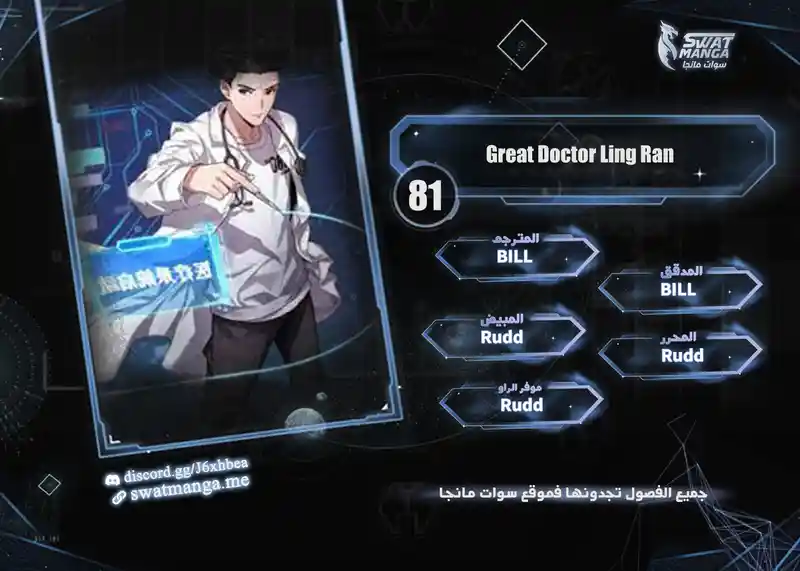 SWAT
MANGA
سوات مانجا
Great Doctor Ling Ran
81
المترجم
BILL
المدقق
BILL
المبيض
Rudd
المحرر
Rudd
موفر الراو
Rudd
discord.gg/J6xhbea
swatmanga.me
جميع الفصول تجدونها فموقع سوات مانجا